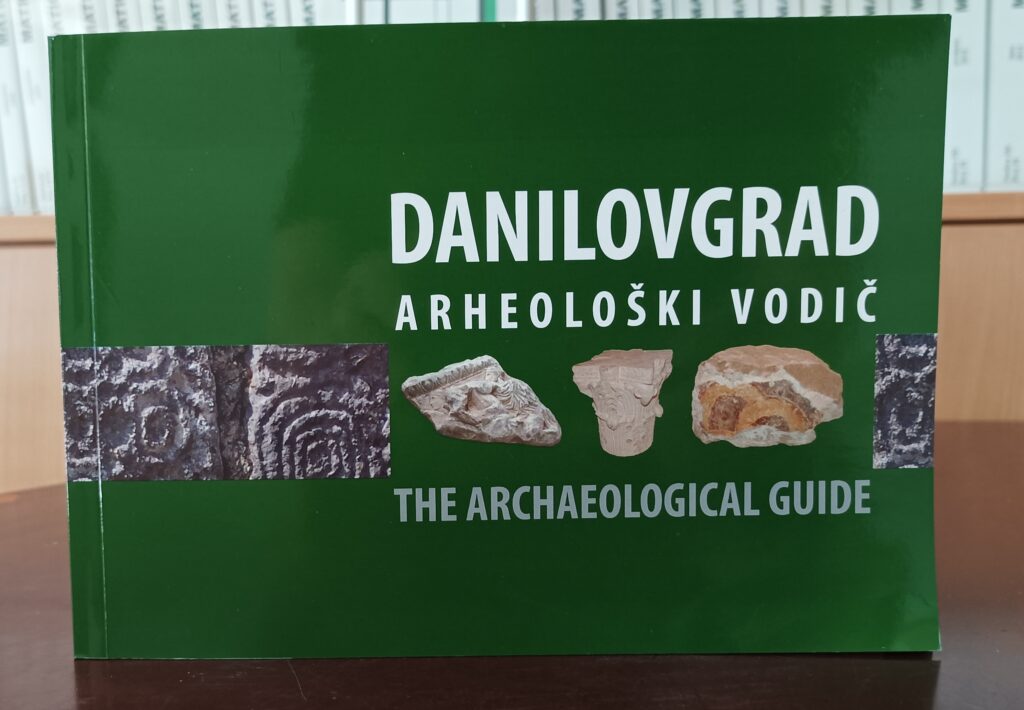 DANILOVGRAD
ARHEOLOŠKI VODIČ
THE ARCHAEOLOGICAL GUIDE